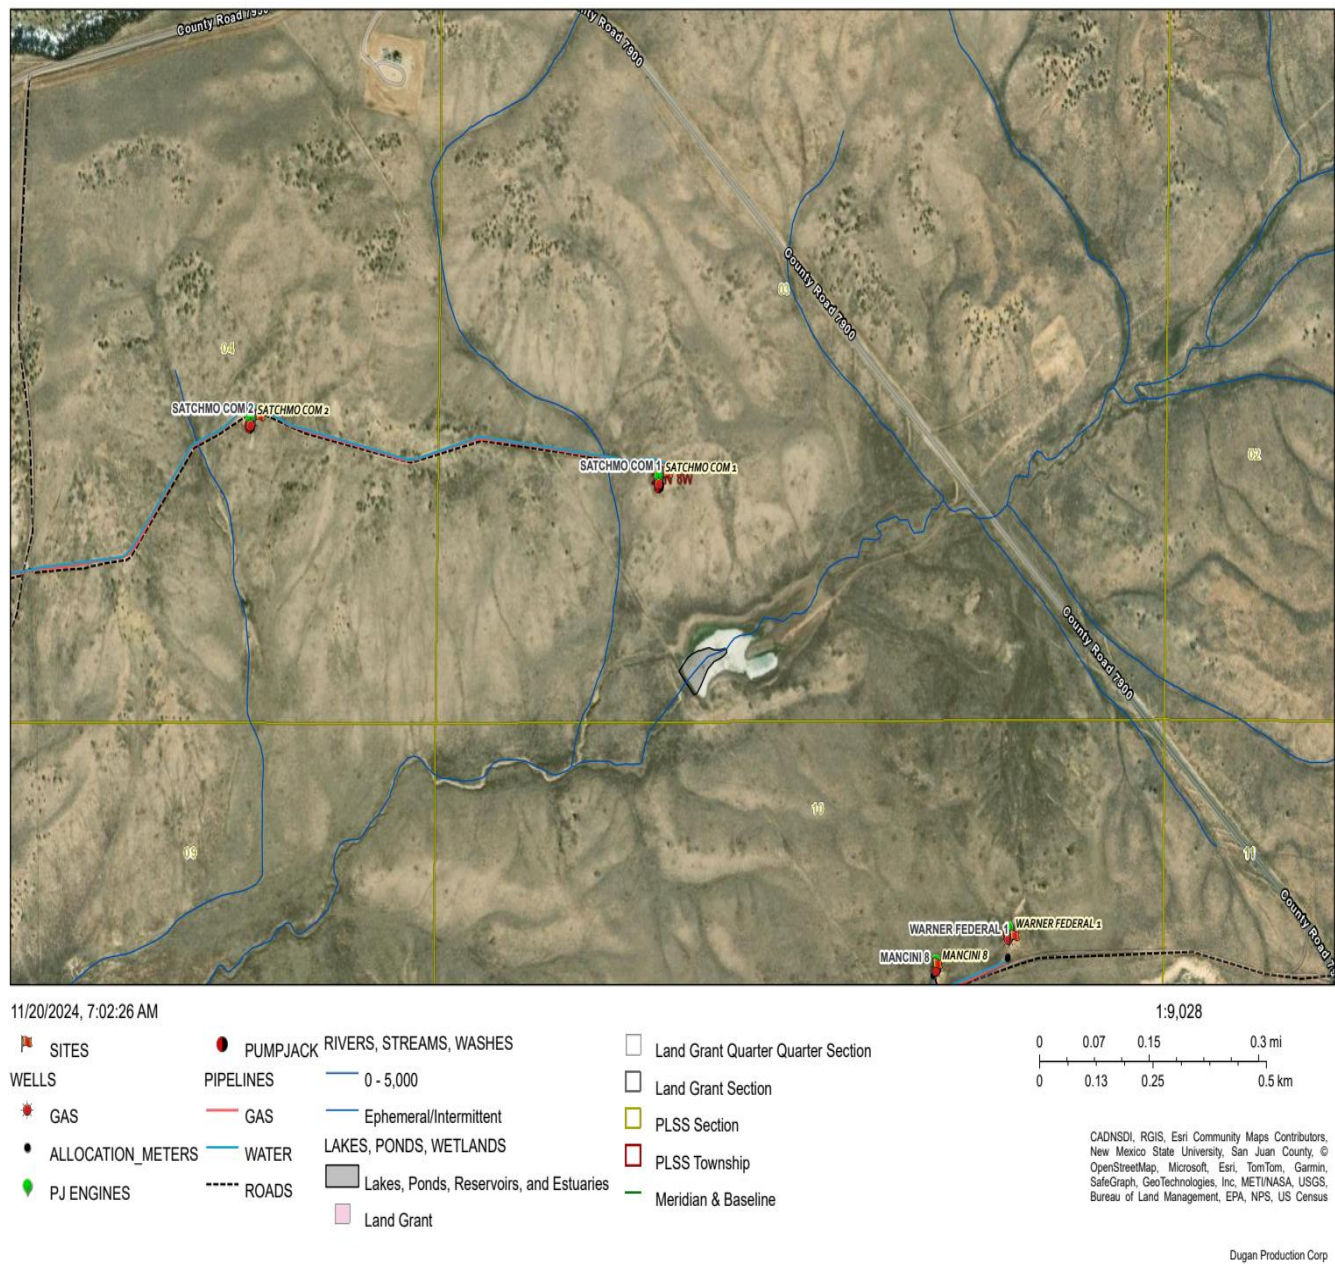 County Road 7900
County Road 7900
County Road 7900
03
04
SATCHMO COM 2 SATCHMO COM 2
02
SATCHMO COM 1 SATCHMO COM 1
County Road 7900
10
09
11
County Road 7
WARNER FEDERAL 1 WARNER FEDERAL 1
MANCINI 8 MANCINI 8
11/20/2024, 7:02:26 AM
SITES
WELLS
GAS
ALLOCATION_METERS
PJ ENGINES
PUMPJACK
PIPELINES
GAS
WATER
ROADS
RIVERS, STREAMS, WASHES
0 - 5,000
Ephemeral/Intermittent
LAKES, PONDS, WETLANDS
Lakes, Ponds, Reservoirs, and Estuaries
Land Grant
Land Grant Quarter Quarter Section
Land Grant Section
PLSS Section
PLSS Township
Meridian & Baseline
1:9,028
0 0.07 0.15 0.3 mi
0 0.13 0.25 0.5 km
CADNSDI, RGIS, Esri Community Maps Contributors,
New Mexico State University, San Juan County, ©
OpenStreetMap, Microsoft, Esri, TomTom, Garmin,
SafeGraph, GeoTechnologies, Inc, METI/NASA, USGS,
Bureau of Land Management, EPA, NPS, US Census
Dugan Production Corp